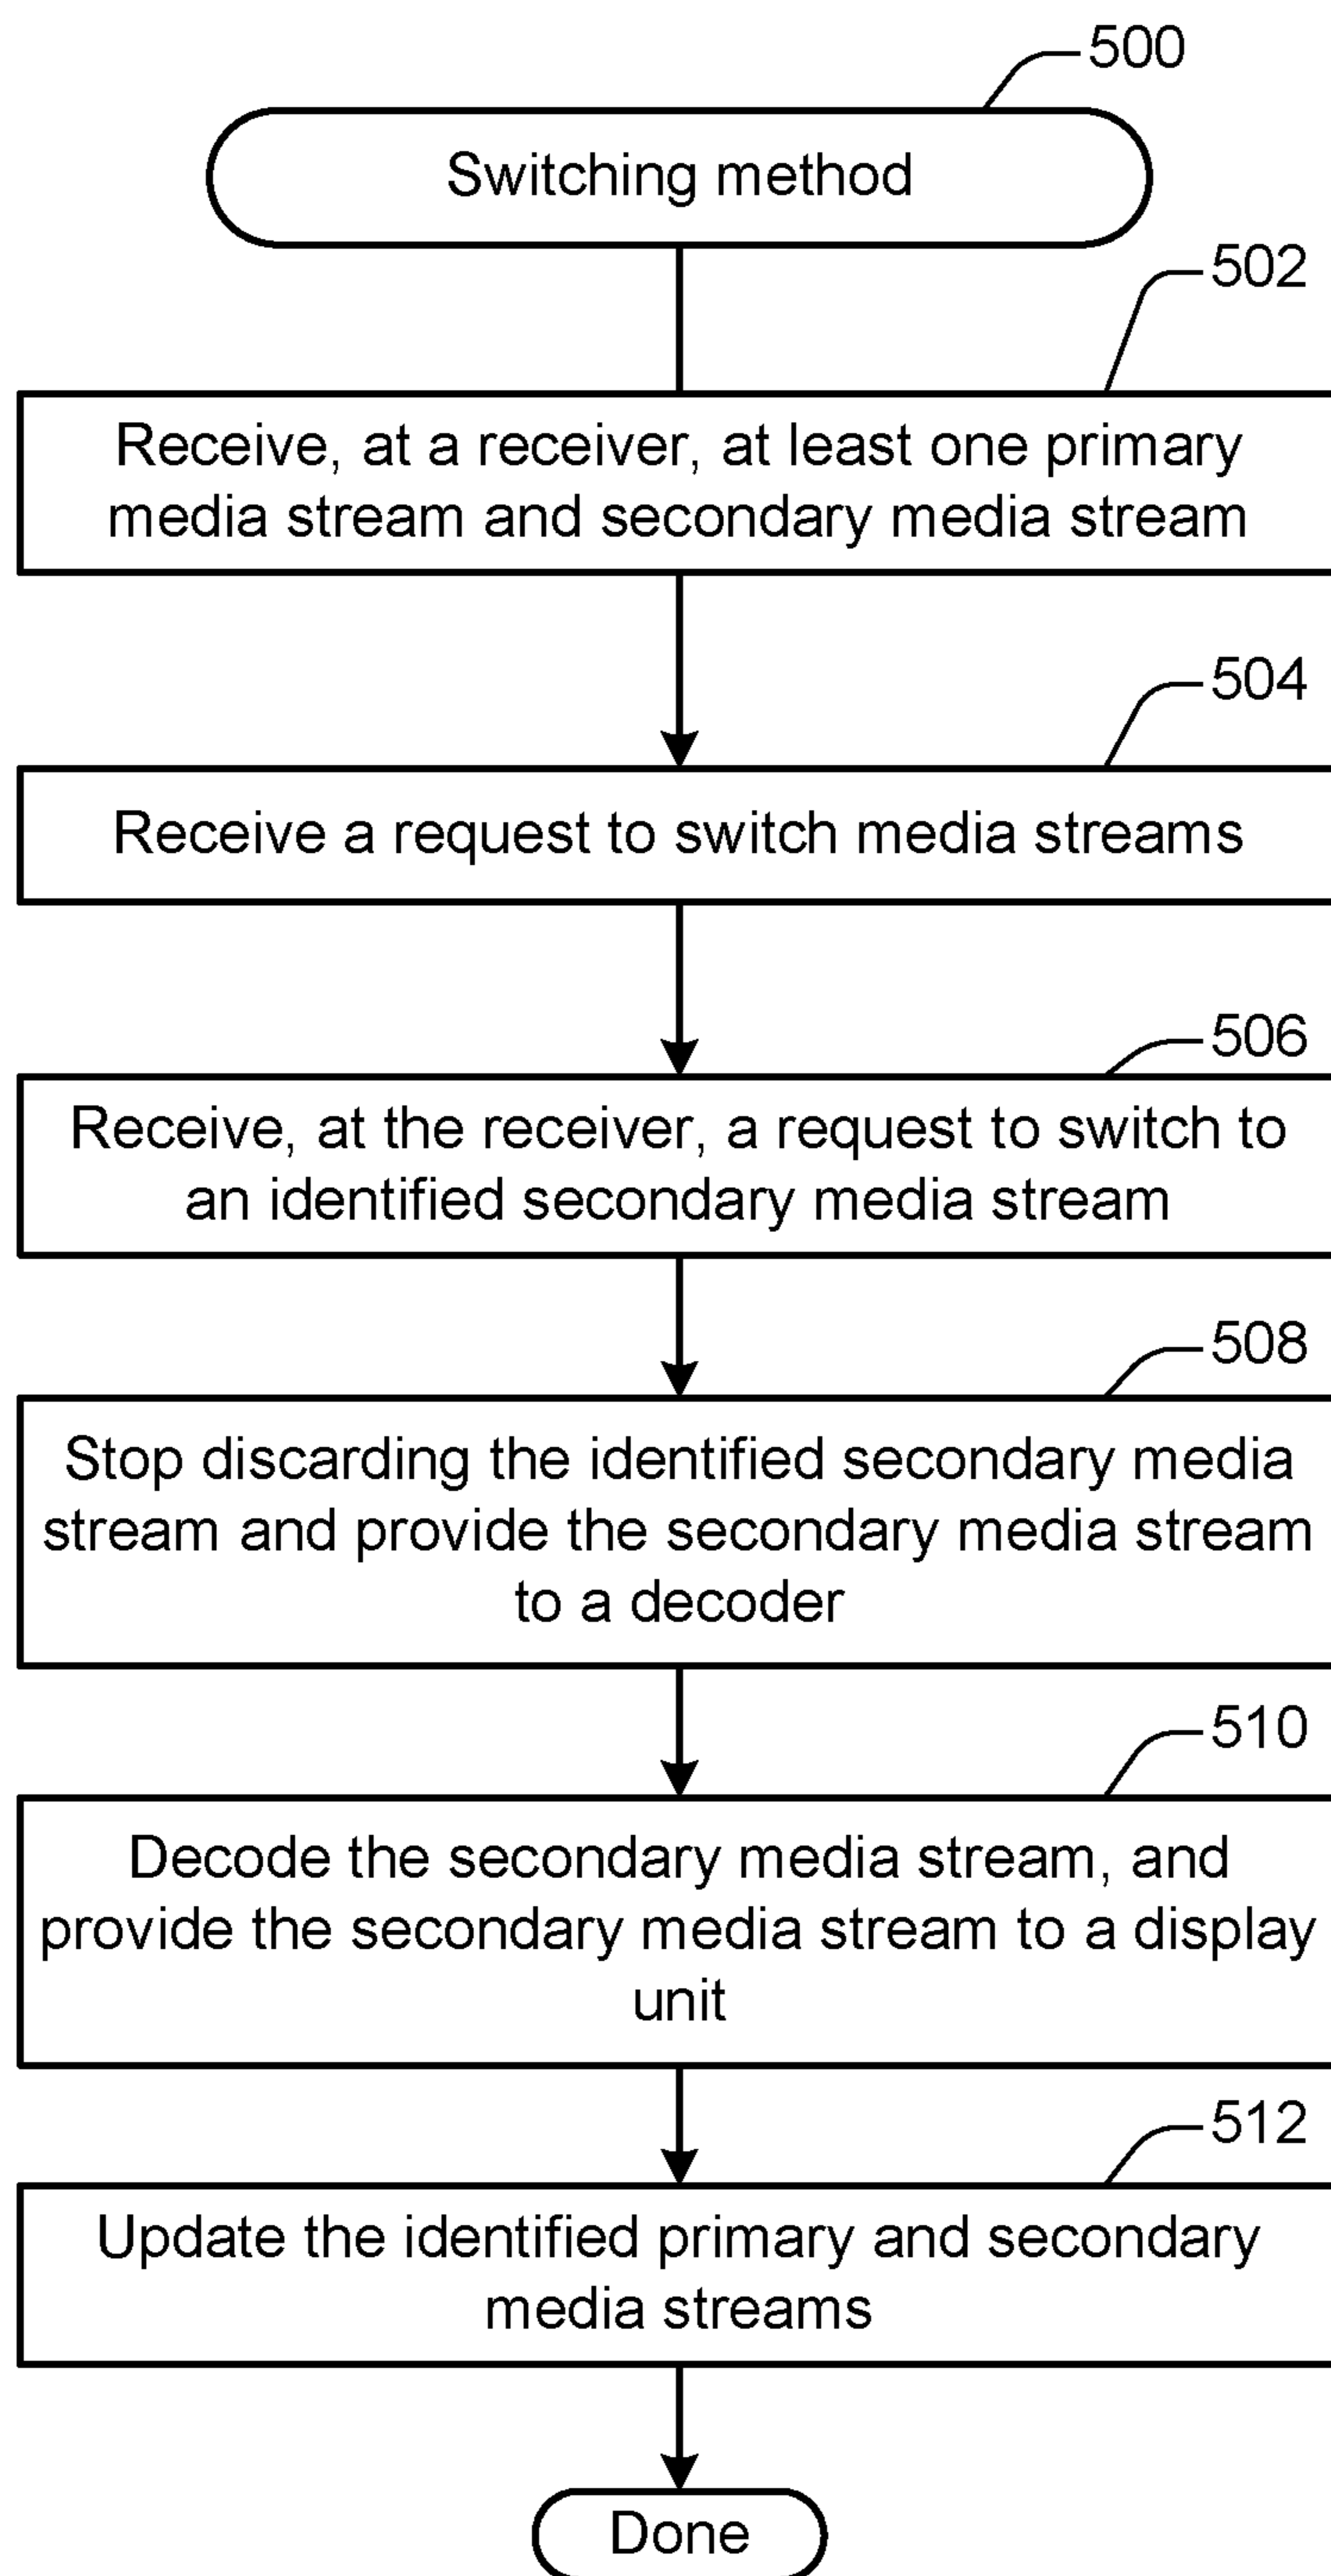 500
Switching method
502
Receive, at a receiver, at least one primary
media stream and secondary media stream
504
Receive a request to switch media streams
506
Receive, at the receiver, a request to switch to
an identified secondary media stream
508
Stop discarding the identified secondary media
stream and provide the secondary media stream
to a decoder
510
Decode the secondary media stream, and
provide the secondary media stream to a display
unit
512
Update the identified primary and secondary
media streams
Done